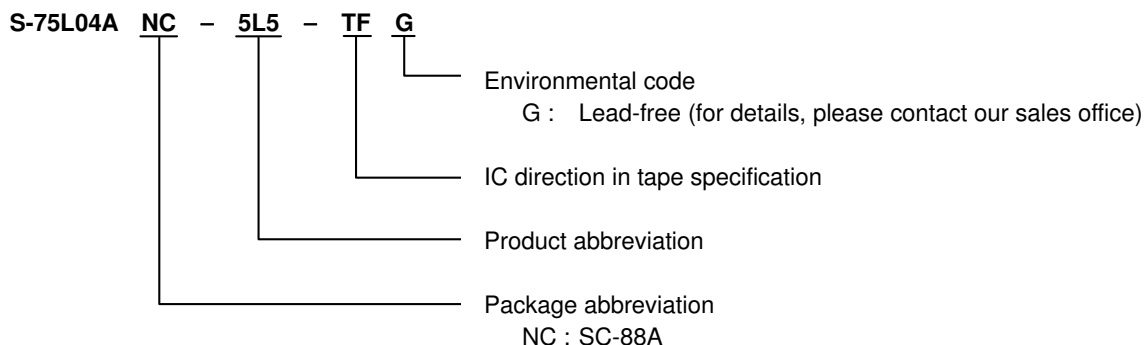 S-75L04A NC – 5L5 – TF G
Environmental code
G : Lead-free (for details, please contact our sales office)
IC direction in tape specification
Product abbreviation
Package abbreviation
NC : SC-88A